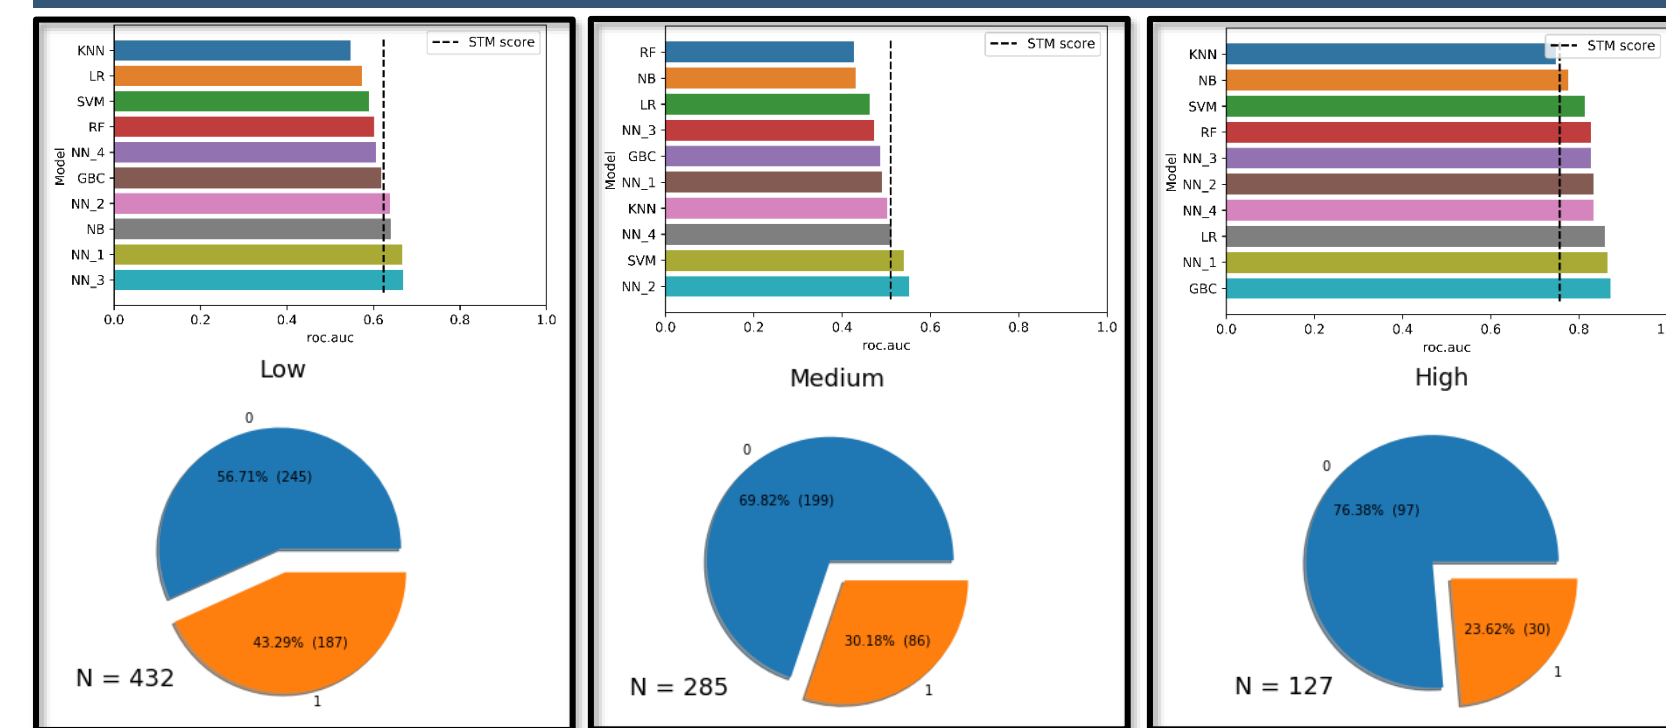 STM score
KNN
LR
SVM
RF
NN_4
GBC
NN_2
NB
NN_1
NN_3
Model
0.0 0.2 0.4 0.6 0.8 1.0
roc.auc
Low
0
56.71% (245)
43.29% (187)
1
N = 432
STM score
RF
NB
LR
NN_3
GBC
NN_1
KNN
NN_4
SVM
NN_2
Model
0.0 0.2 0.4 0.6 0.8 1.0
roc.auc
Medium
0
69.82% (199)
30.18% (86)
1
N = 285
STM score
KNN
NB
SVM
RF
NN_3
NN_2
NN_4
LR
NN_1
GBC
Model
0.0 0.2 0.4 0.6 0.8
roc.auc
High
0
76.38% (97)
23.62% (30)
1
N = 127